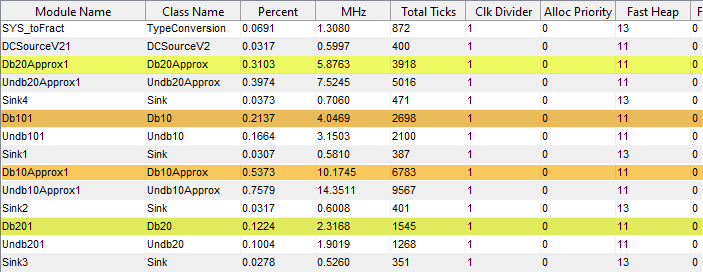 Module Name Class Name Percent MHz Total Ticks Clk Divider Alloc Priority Fast Heap F
SYS_toFract TypeConversion 0.0691 1.3080 872 1 0 13 0
DCSourceV21 DCSourceV2 0.0317 0.5997 400 1 0 11 0
Db20Approx1 Db20Approx 0.3103 5.8763 3918 1 0 11 0
Undb20Approx1 Undb20Approx 0.3974 7.5245 5016 1 0 11 0
Sink4 Sink 0.0373 0.7060 471 1 0 13 0
Db101 Db10 0.2137 4.0469 2698 1 0 11 0
Undb101 Undb10 0.1664 3.1503 2100 1 0 11 0
Sink1 Sink 0.0307 0.5810 387 1 0 13 0
Db10Approx1 Db10Approx 0.5373 10.1745 6783 1 0 11 0
Undb10Approx1 Undb10Approx 0.7579 14.3511 9567 1 0 11 0
Sink2 Sink 0.0317 0.6008 401 1 0 13 0
Db201 Db20 0.1224 2.3168 1545 1 0 11 0
Undb201 Undb20 0.1004 1.9019 1268 1 0 11 0
Sink3 Sink 0.0278 0.5260 351 1 0 13 0